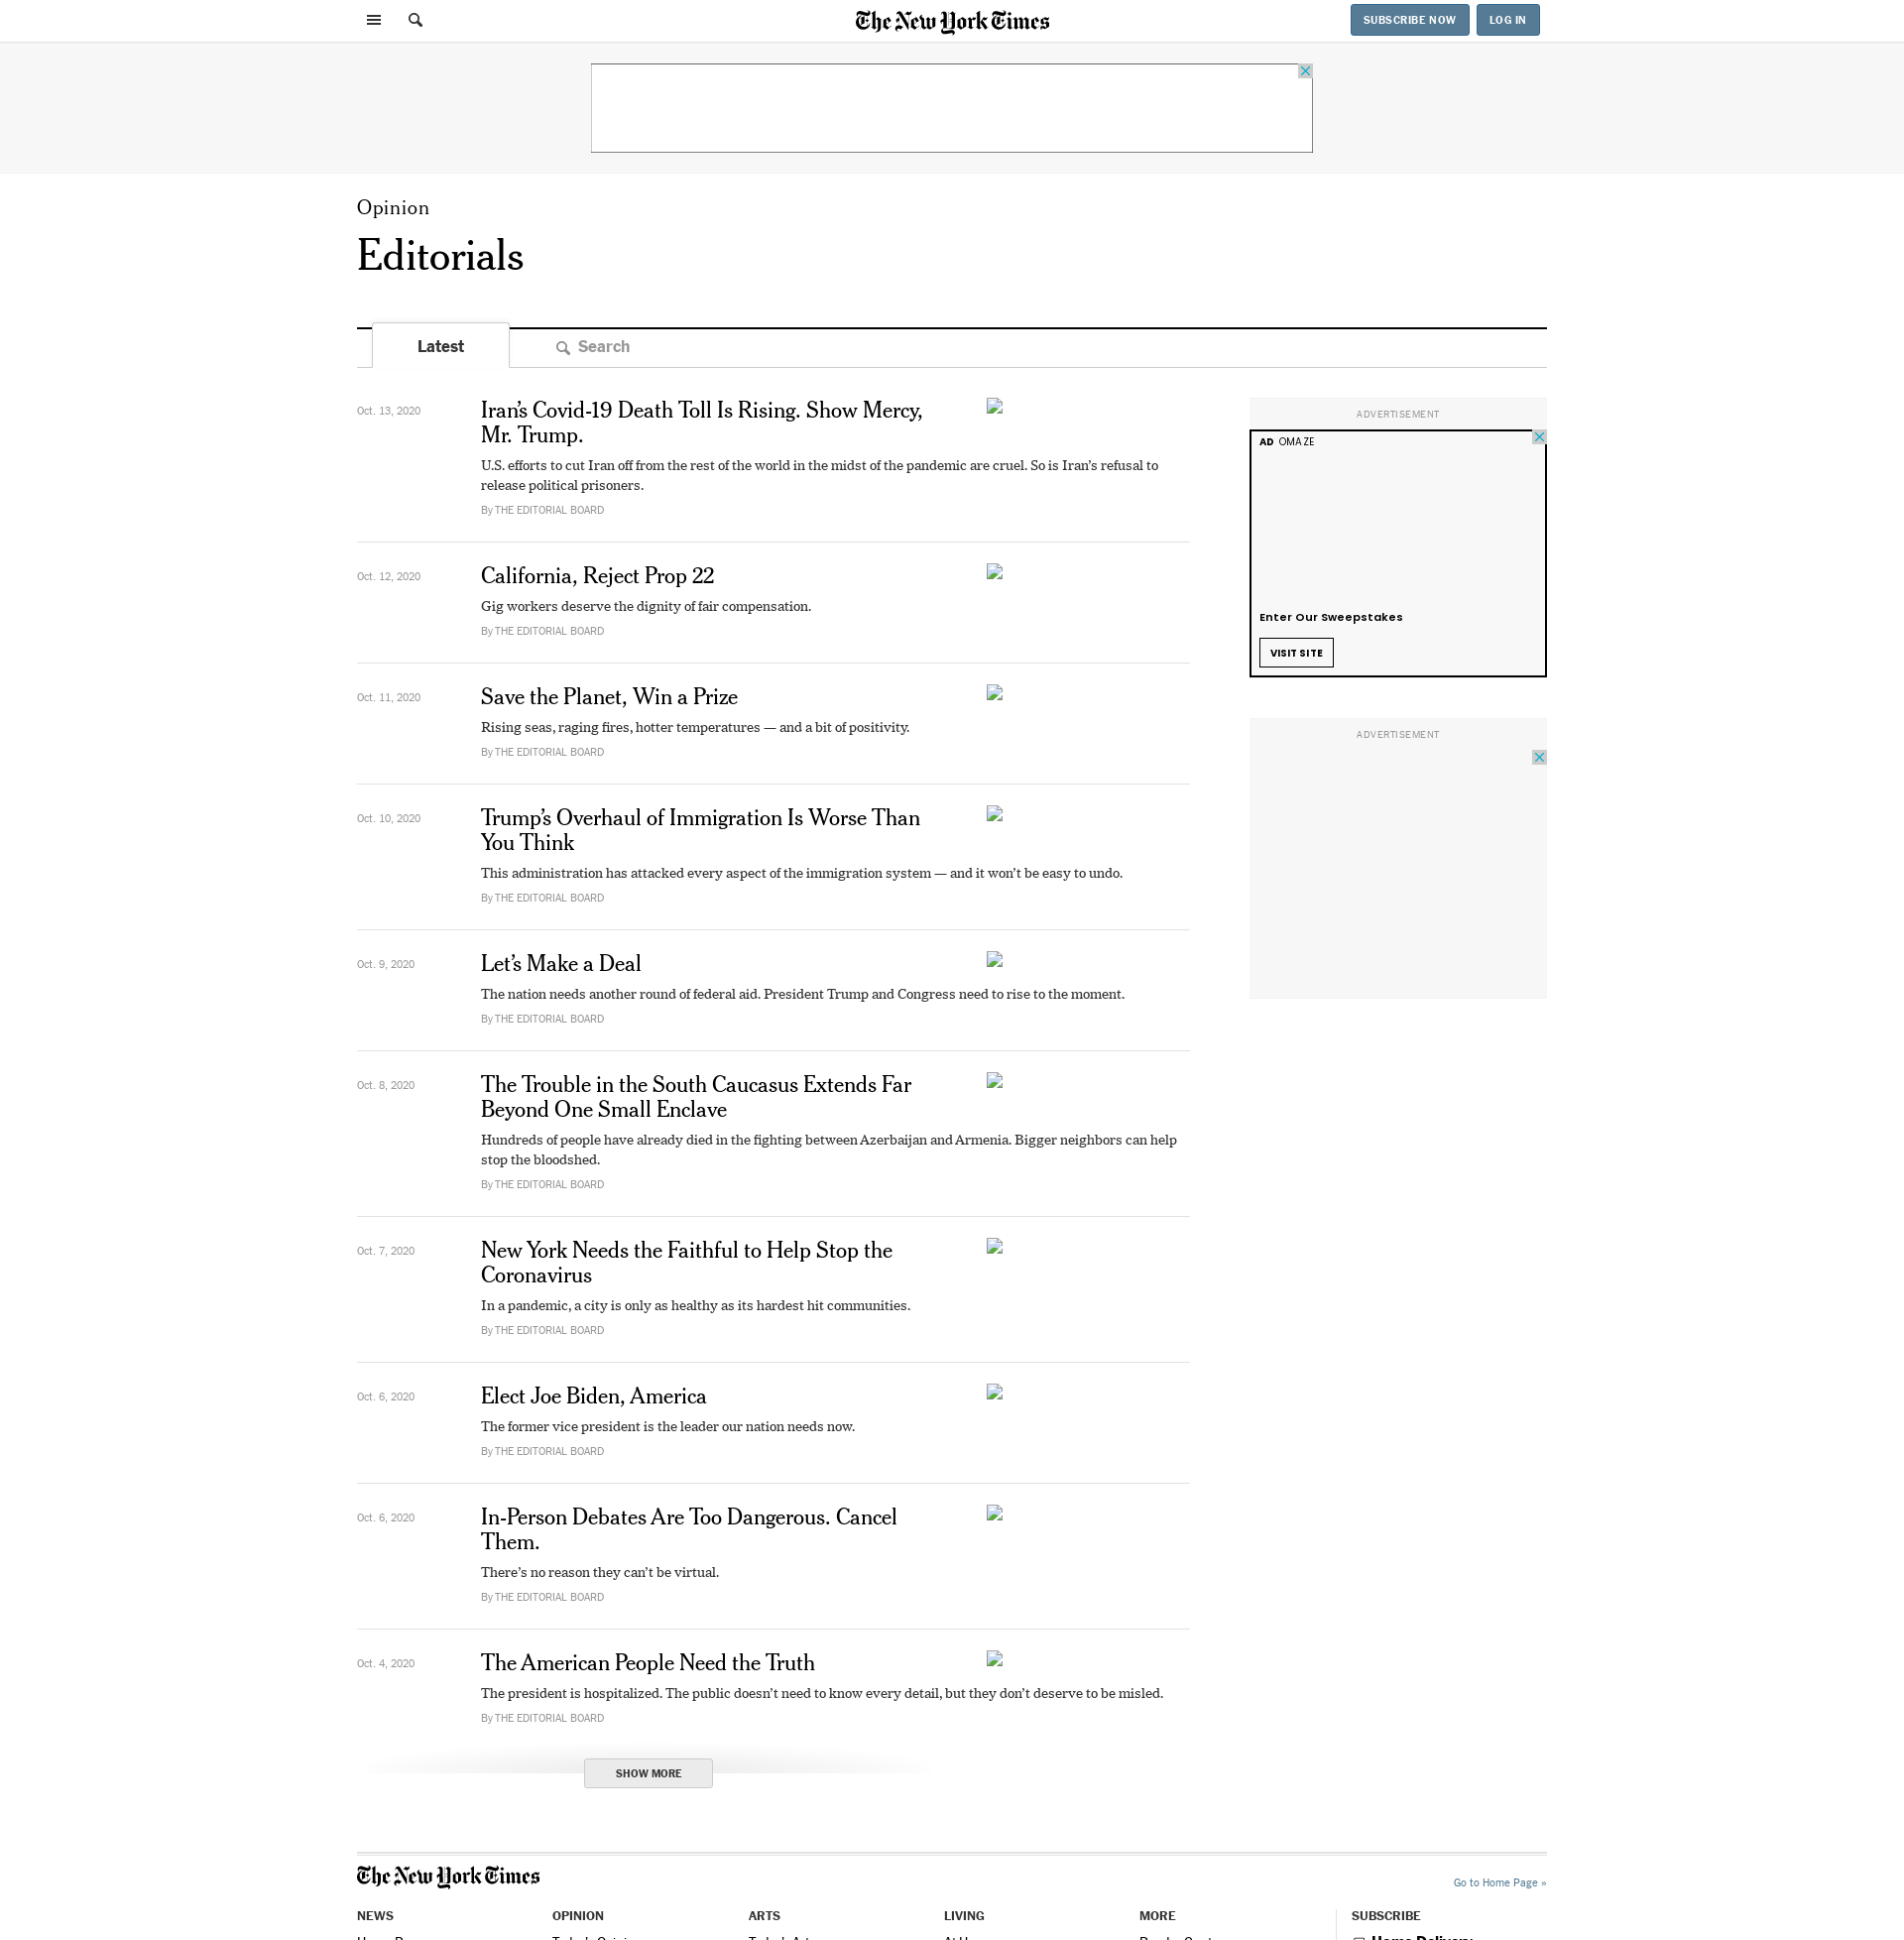 The New York Times
SUBSCRIBE NOW
LOG IN
Opinion
Editorials
Latest
Search
Oct. 13, 2020
Iran’s Covid-19 Death Toll Is Rising. Show Mercy,
Mr. Trump.
U.S. efforts to cut Iran off from the rest of the world in the midst of the pandemic are cruel. So is Iran’s refusal to
release political prisoners.
By THE EDITORIAL BOARD
Oct. 12, 2020
California, Reject Prop 22
Gig workers deserve the dignity of fair compensation.
By THE EDITORIAL BOARD
Oct. 11, 2020
Save the Planet, Win a Prize
Rising seas, raging fires, hotter temperatures — and a bit of positivity.
By THE EDITORIAL BOARD
Oct. 10, 2020
Trump’s Overhaul of Immigration Is Worse Than
You Think
This administration has attacked every aspect of the immigration system — and it won’t be easy to undo.
By THE EDITORIAL BOARD
Oct. 9, 2020
Let’s Make a Deal
The nation needs another round of federal aid. President Trump and Congress need to rise to the moment.
By THE EDITORIAL BOARD
Oct. 8, 2020
The Trouble in the South Caucasus Extends Far
Beyond One Small Enclave
Hundreds of people have already died in the fighting between Azerbaijan and Armenia. Bigger neighbors can help
stop the bloodshed.
By THE EDITORIAL BOARD
Oct. 7, 2020
New York Needs the Faithful to Help Stop the
Coronavirus
In a pandemic, a city is only as healthy as its hardest hit communities.
By THE EDITORIAL BOARD
Oct. 6, 2020
Elect Joe Biden, America
The former vice president is the leader our nation needs now.
By THE EDITORIAL BOARD
Oct. 6, 2020
In-Person Debates Are Too Dangerous. Cancel
Them.
There’s no reason they can’t be virtual.
By THE EDITORIAL BOARD
Oct. 4, 2020
The American People Need the Truth
The president is hospitalized. The public doesn’t need to know every detail, but they don’t deserve to be misled.
By THE EDITORIAL BOARD
SHOW MORE
ADVERTISEMENT
AD OMAZE
Enter Our Sweepstakes
VISIT SITE
ADVERTISEMENT
The New York Times
Go to Home Page »
NEWS
OPINION
ARTS
LIVING
MORE
SUBSCRIBE
Home Delivery